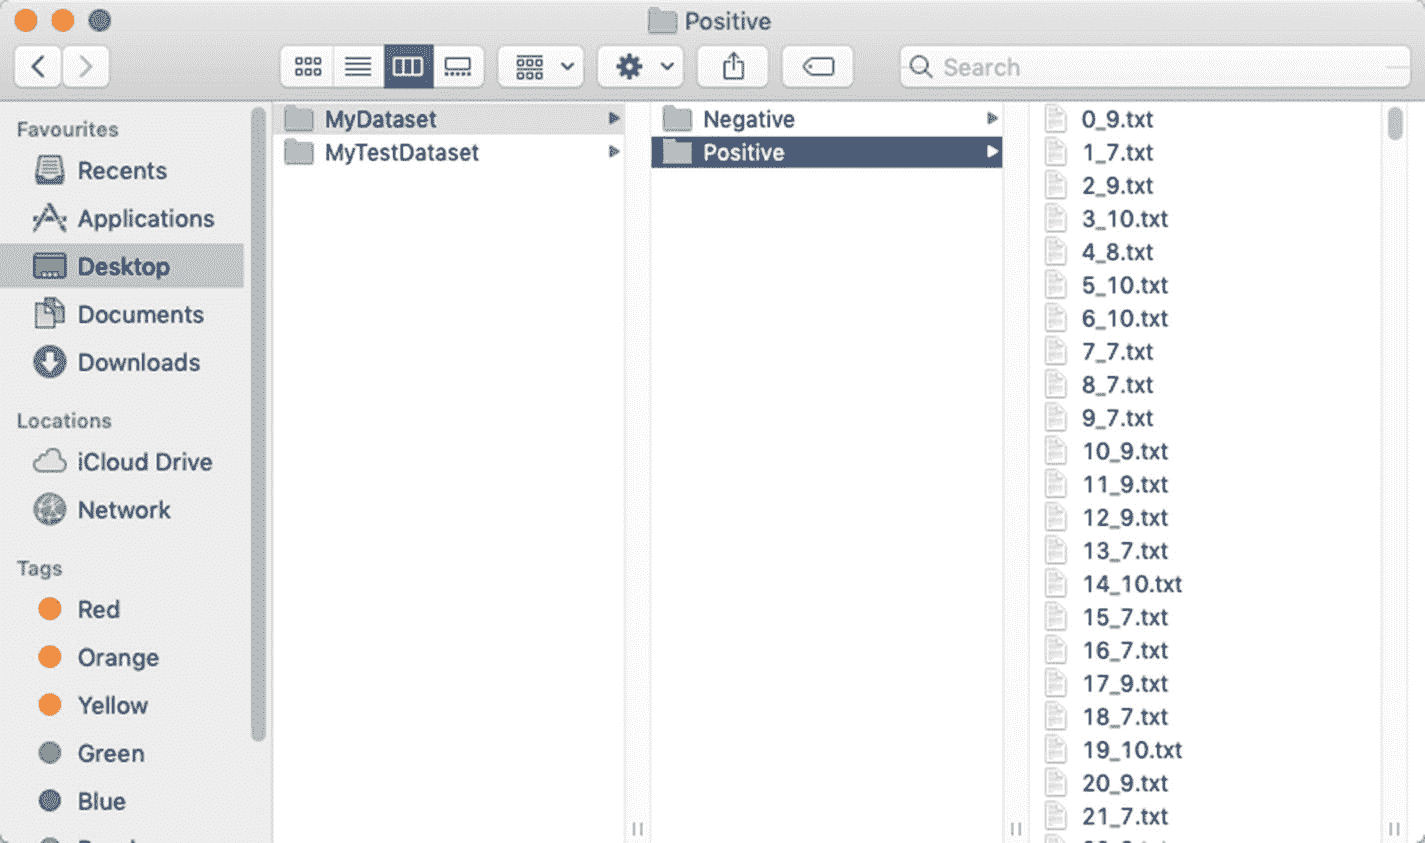 Positive
Search
Favourites
Recents
Applications
Desktop
Documents
Downloads
Locations
iCloud Drive
Network
Tags
Red
Orange
Yellow
Green
Blue
MyDataset
MyTestDataset
Negative
Positive
0_9.txt
1_7.txt
2_9.txt
3_10.txt
4_8.txt
5_10.txt
6_10.txt
7_7.txt
8_7.txt
9_7.txt
10_9.txt
11_9.txt
12_9.txt
13_7.txt
14_10.txt
15_7.txt
16_7.txt
17_9.txt
18_7.txt
19_10.txt
20_9.txt
21_7.txt